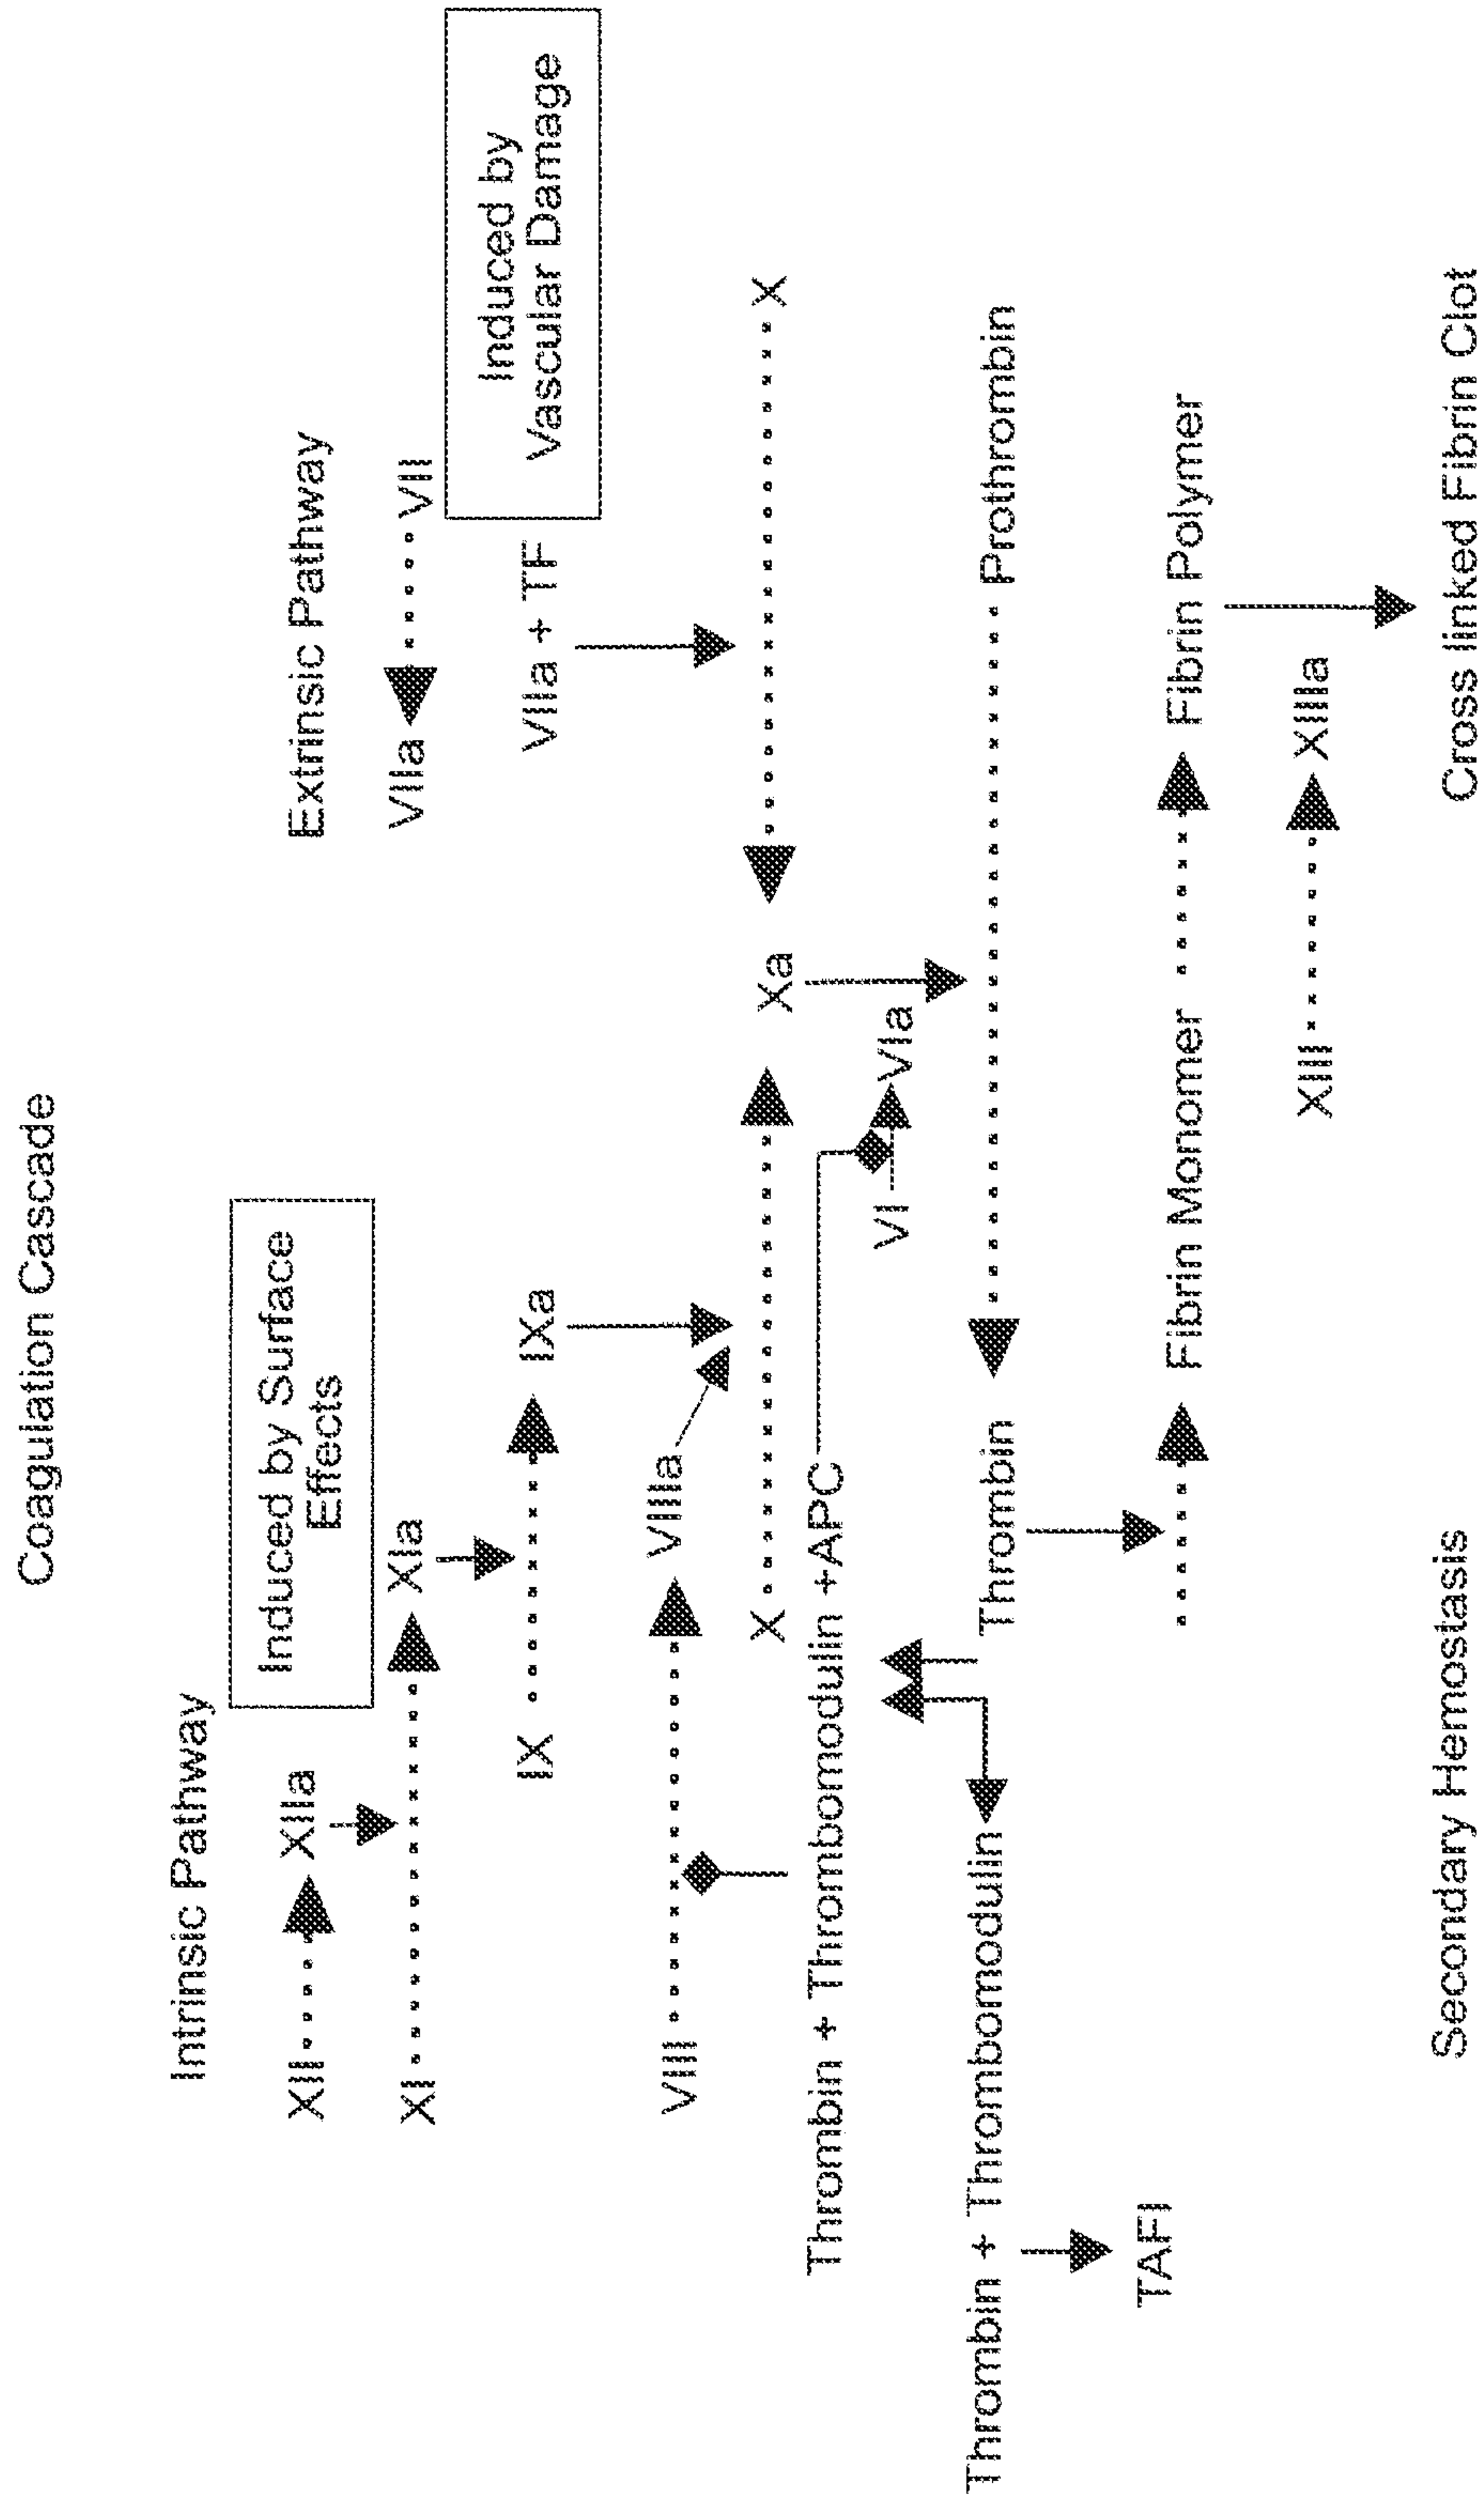 Coagulation Cascade
Intrinsic Pathway
Extrinsic Pathway
Induced by Surface
Effects
XII
XIIa
XI
XIa
VIIa
VII
Induced by
Vascular Damage
IX
IXa
VIIa + TF
VIII
VIIIa
X
Xa
X
Thrombin + Thrombomodulin +APC
VI
VIa
Thrombin + Thrombomodulin
Thrombin
Prothrombin
TAFI
Fibrin Monomer
Fibrin Polymer
XIII
XIIIa
Secondary Hemostasis
Cross linked Fibrin Clot